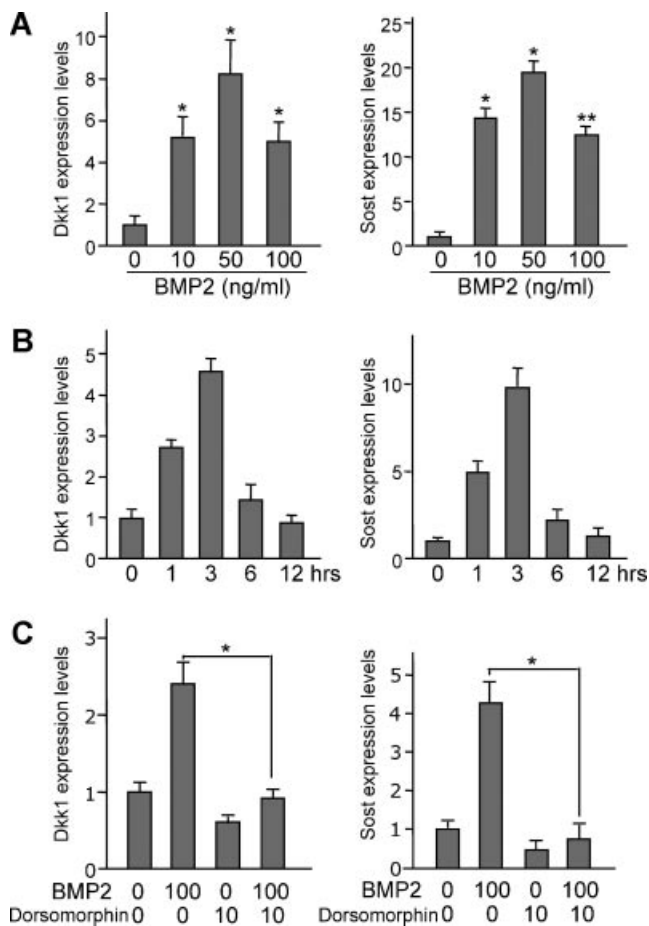 A
Dkk1 expression levels
10
8
6
4
2
0
* * *
0 10 50 100
BMP2 (ng/ml)
Sost expression levels
25
20
15
10
5
0
* * **
0 10 50 100
BMP2 (ng/ml)
B
Dkk1 expression levels
5
4
3
2
1
0
0 1 3 6 12 hrs
Sost expression levels
10
5
0
0 1 3 6 12 hrs
C
Dkk1 expression levels
3
2
1
0
*
BMP2 0 100 0 100
Dorsomorphin 0 0 10 10
Sost expression levels
5
4
3
2
1
0
*
BMP2 0 100 0 100
Dorsomorphin 0 0 10 10